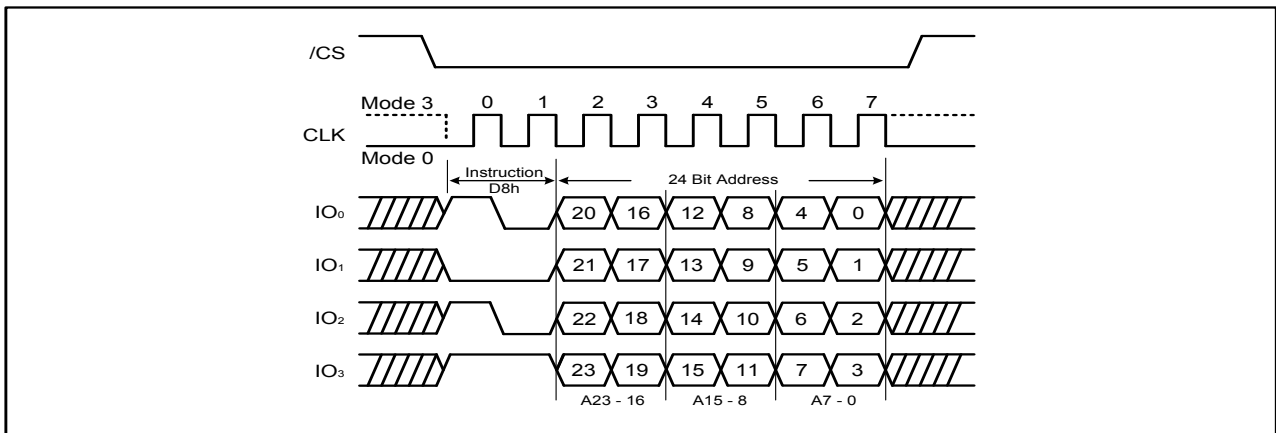 /CS
Mode 3 0 1 2 3 4 5 6 7
CLK
Mode 0
Instruction
D8h
24 Bit Address
IO₀ 20 16 12 8 4 0
IO₁ 21 17 13 9 5 1
IO₂ 22 18 14 10 6 2
IO₃ 23 19 15 11 7 3
A23 - 16 A15 - 8 A7 - 0